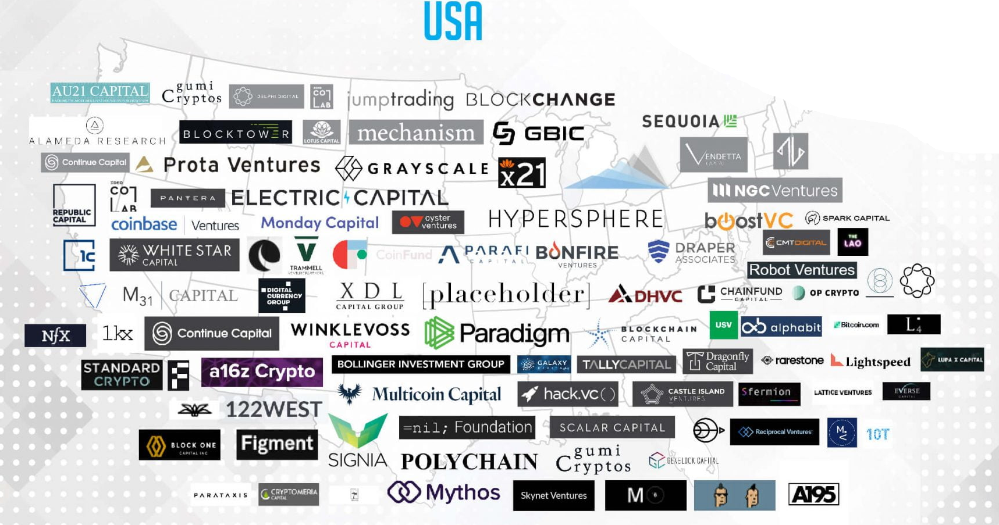 USA
AU21 CAPITAL
gumi
Cryptos
DELPHI DIGITAL
IDEO
CO
LAB
jumptrading
BLOCKCHANGE
SEQUOIA
ALAMEDA RESEARCH
BLOCKTOWER
LOTUS CAPITAL
mechanism
GBIC
VENDETTA
CAPITAL
Continue Capital
Prota Ventures
GRAYSCALE
x21
NGC Ventures
REPUBLIC
CAPITAL
IDEO
CO
LAB
PANTERA
ELECTRIC CAPITAL
coinbase | Ventures
Monday Capital
oyster
ventures
HYPERSPHERE
boostVC
SPARK CAPITAL
1c
WHITE STAR
CAPITAL
TRAMMELL
VENTURE PARTNERS
CoinFund
PARAFI
CAPITAL
BONFIRE
VENTURES
DRAPER
ASSOCIATES
CMTDIGITAL
THE
LAO
Robot Ventures
M31 | CAPITAL
DIGITAL
CURRENCY
GROUP
XDL
CAPITAL GROUP
[placeholder]
DHVC
CHAINFUND
CAPITAL
OP CRYPTO
NfX
1kx
Continue Capital
WINKLEVOSS
CAPITAL
Paradigm
BLOCKCHAIN
CAPITAL
USV
alphabit
Bitcoin.com
L4
STANDARD
CRYPTO
a16z Crypto
BOLLINGER INVESTMENT GROUP
GALAXY
DIGITAL
TALLYCAPITAL
Dragonfly
Capital
rarestone
Lightspeed
LUPA X CAPITAL
122WEST
Multicoin Capital
hack.vc()
CASTLE ISLAND
VENTURES
Sfermion
LATTICE VENTURES
EVERSE
CAPITAL
BLOCK ONE
CAPITAL INC
Figment
SIGNIA
=nil; Foundation
SCALAR CAPITAL
Reciprocal Ventures
10T
POLYCHAIN
gumi
Cryptos
GENBLOCK CAPITAL
PARATAXIS
CRYPTOMERIA
CAPITAL
Mythos
Skynet Ventures
M
A195